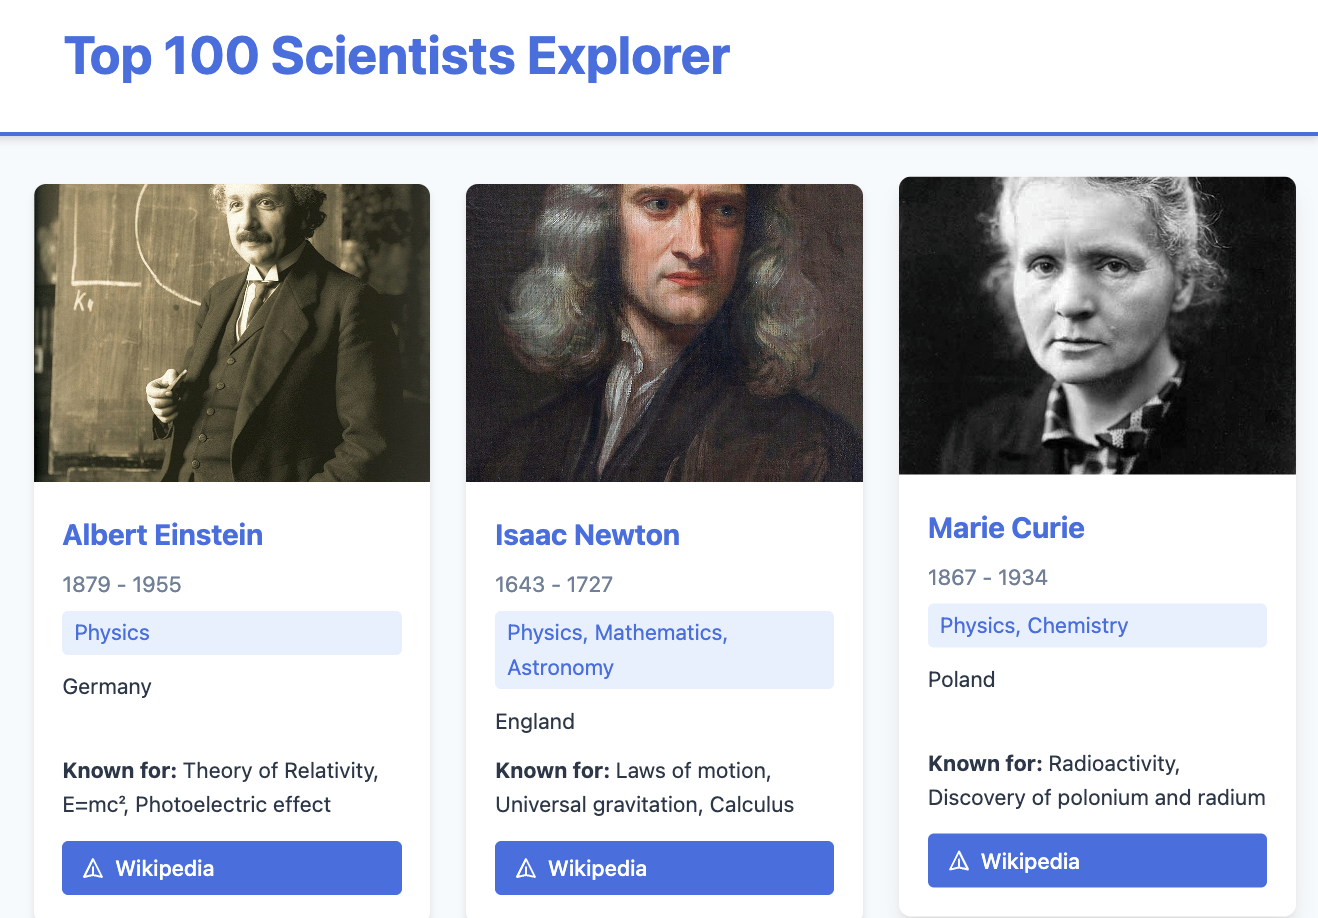 Top 100 Scientists Explorer
K
Albert Einstein
1879 - 1955
Physics
Germany
Known for: Theory of Relativity,
E=mc², Photoelectric effect
Wikipedia
Isaac Newton
1643 - 1727
Physics, Mathematics,
Astronomy
England
Known for: Laws of motion,
Universal gravitation, Calculus
Wikipedia
Marie Curie
1867 - 1934
Physics, Chemistry
Poland
Known for: Radioactivity,
Discovery of polonium and radium
Wikipedia